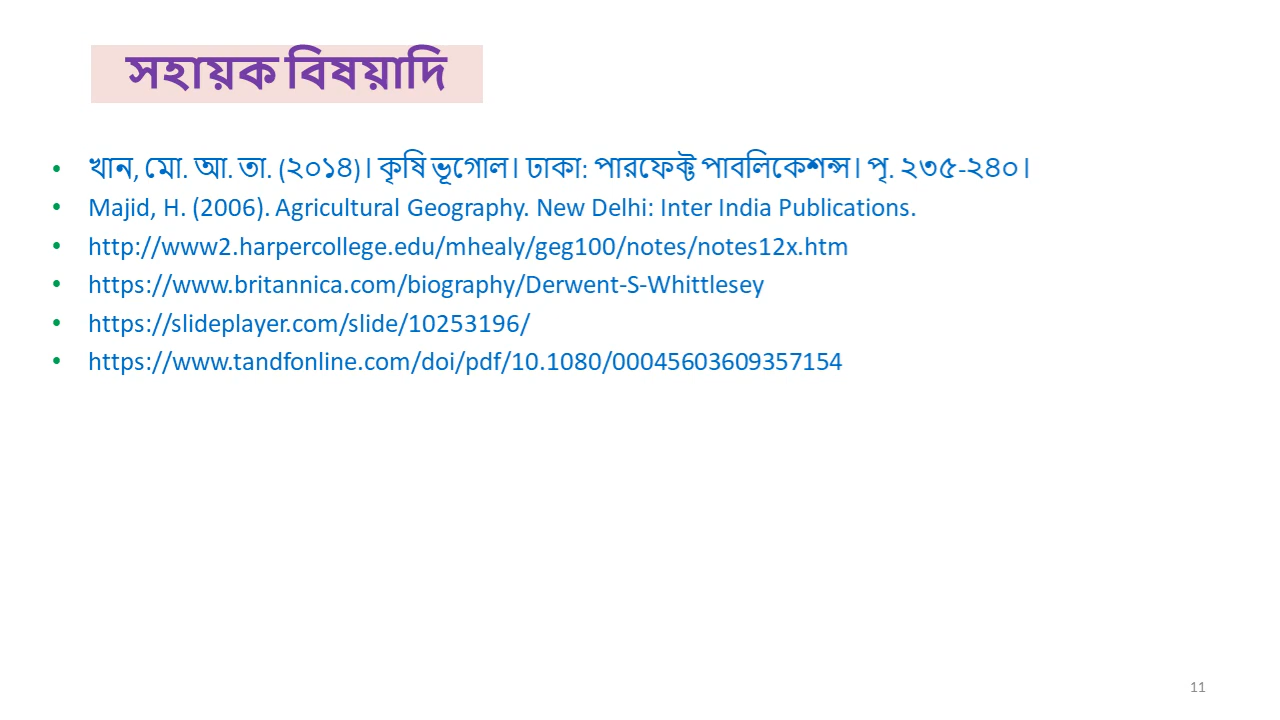 সহায়ক বিষয়াদি
• খান, মো. আ. তা. (২০১৪)। কৃষি ভূগোল। ঢাকা: পারফেক্ট পাবলিকেশন্স। পৃ. ২৩৫-২৪০।
• Majid, H. (2006). Agricultural Geography. New Delhi: Inter India Publications.
• http://www2.harpercollege.edu/mhealy/geg100/notes/notes12x.htm
• https://www.britannica.com/biography/Derwent-S-Whittlesey
• https://slideplayer.com/slide/10253196/
• https://www.tandfonline.com/doi/pdf/10.1080/00045603609357154
11